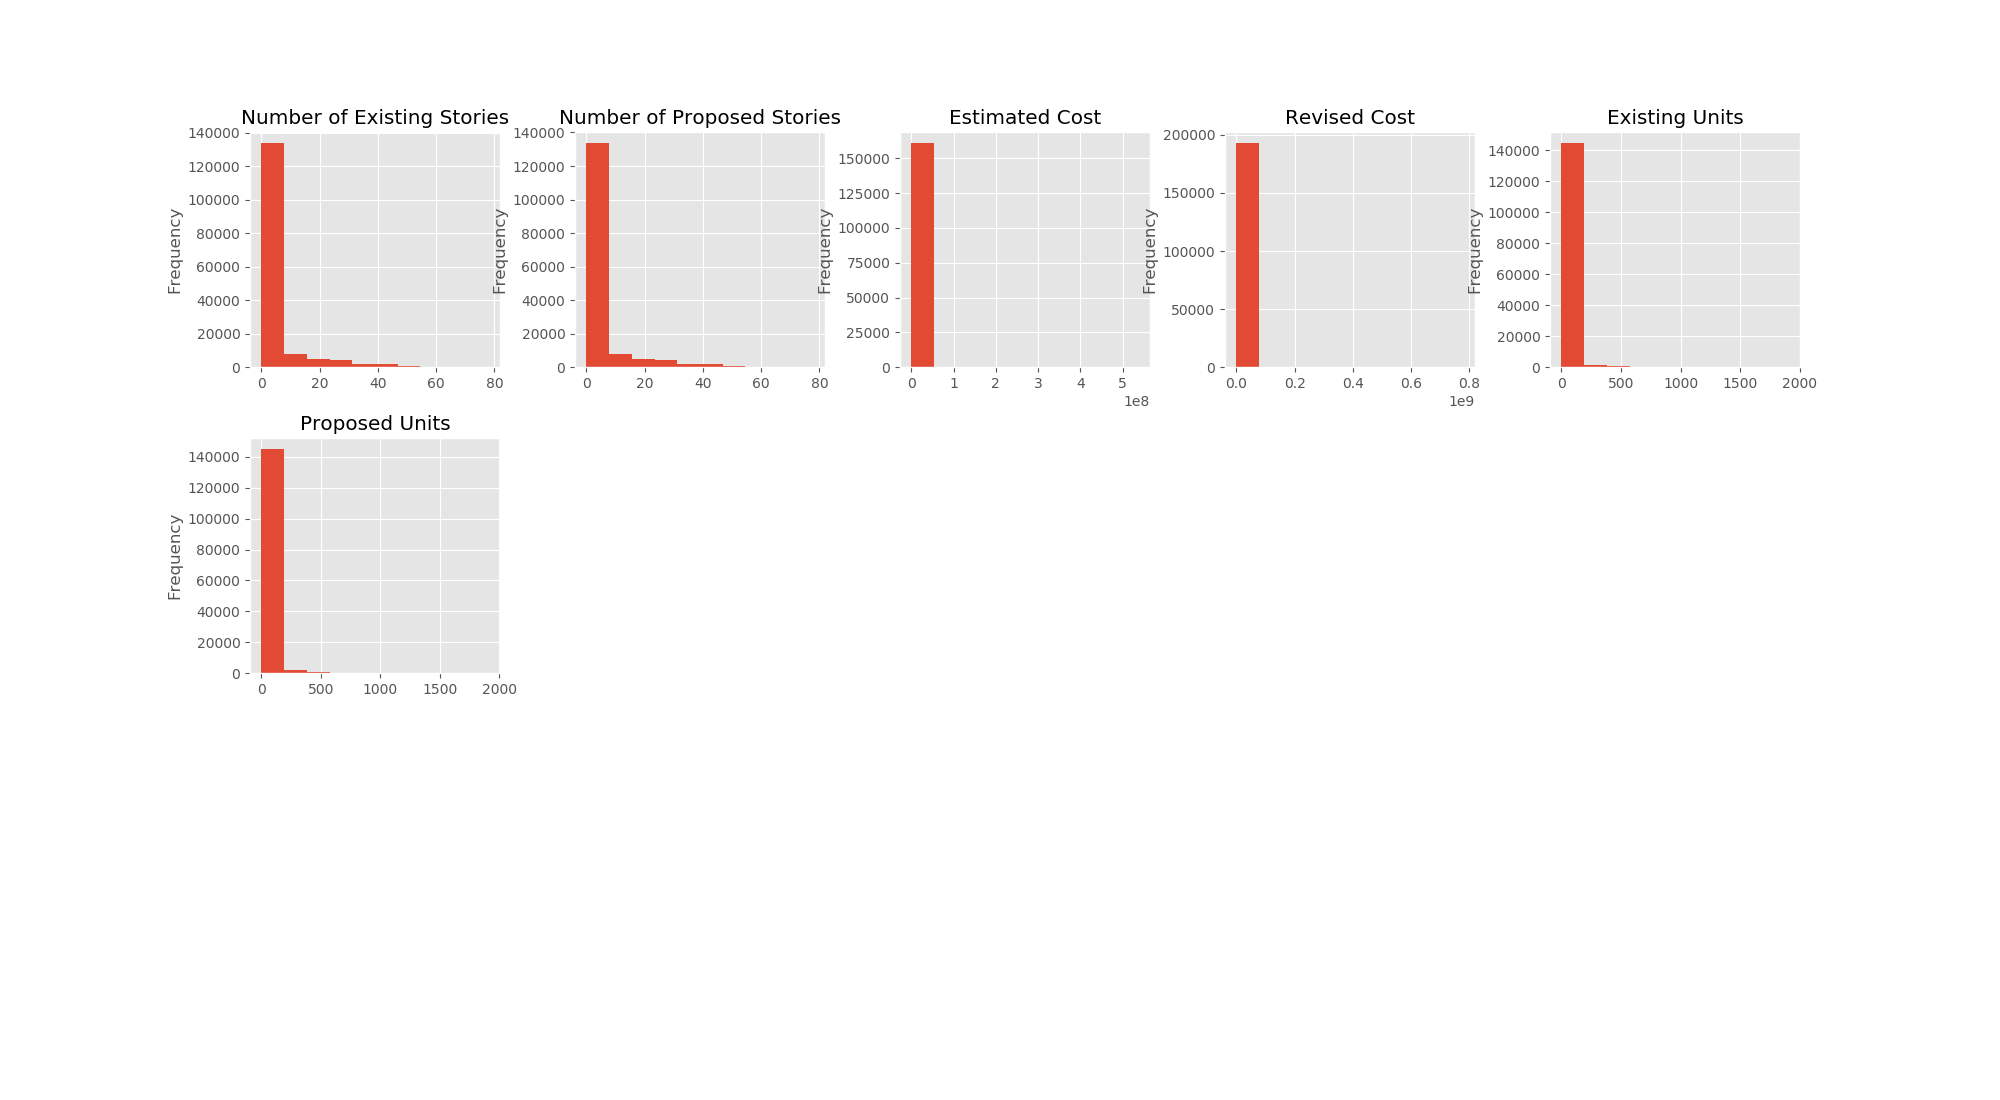 Number of Existing Stories
Number of Proposed Stories
Estimated Cost
Revised Cost
Existing Units
Frequency
140000
120000
100000
80000
60000
40000
20000
0
0 20 40 60 80
Frequency
140000
120000
100000
80000
60000
40000
20000
0
0 20 40 60 80
Frequency
150000
125000
100000
75000
50000
25000
0
0 1 2 3 4 5
1e8
Frequency
200000
150000
100000
50000
0
0.0 0.2 0.4 0.6 0.8
1e9
Frequency
140000
120000
100000
80000
60000
40000
20000
0
0 500 1000 1500 2000
Proposed Units
Frequency
140000
120000
100000
80000
60000
40000
20000
0
0 500 1000 1500 2000